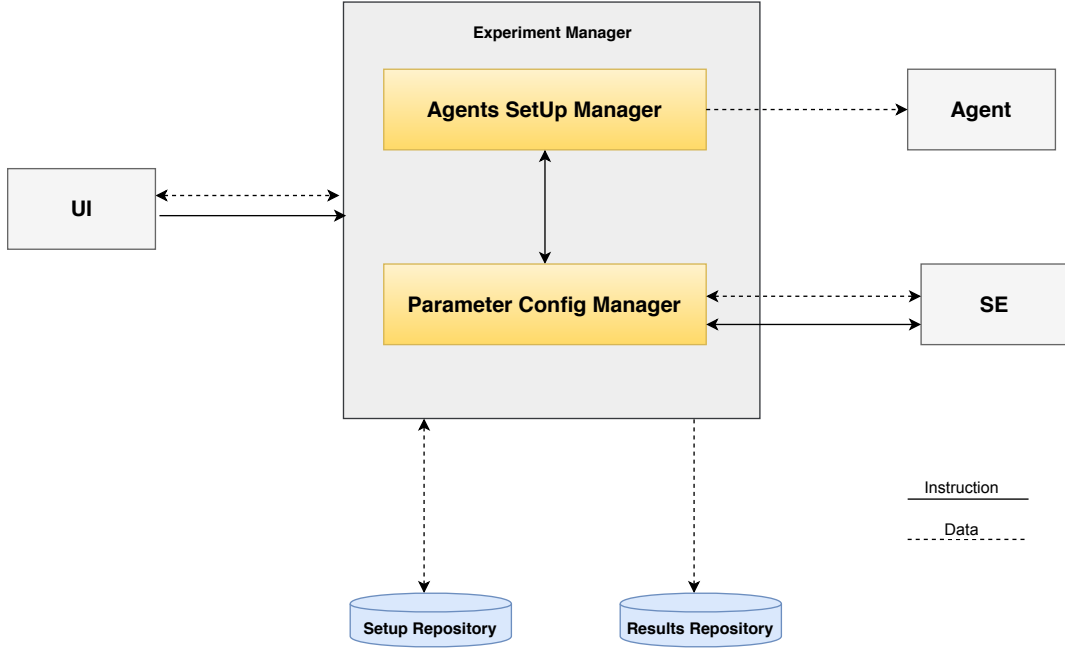 Experiment Manager
Agents SetUp Manager
Agent
UI
Parameter Config Manager
SE
Instruction
Data
Setup Repository
Results Repository